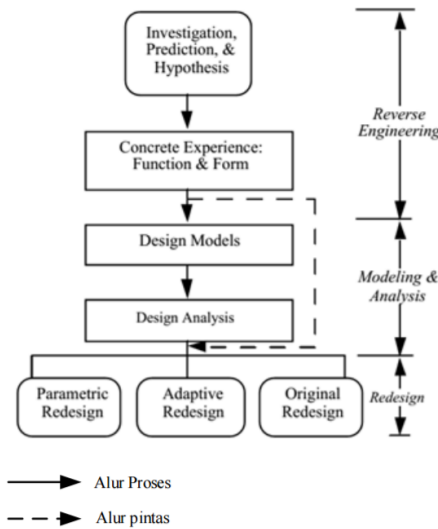 Investigation,
Prediction, &
Hypothesis
Reverse
Engineering
Concrete Experience:
Function & Form
Design Models
Modeling &
Analysis
Design Analysis
Parametric
Redesign
Adaptive
Redesign
Original
Redesign
Redesign
Alur Proses
Alur pintas